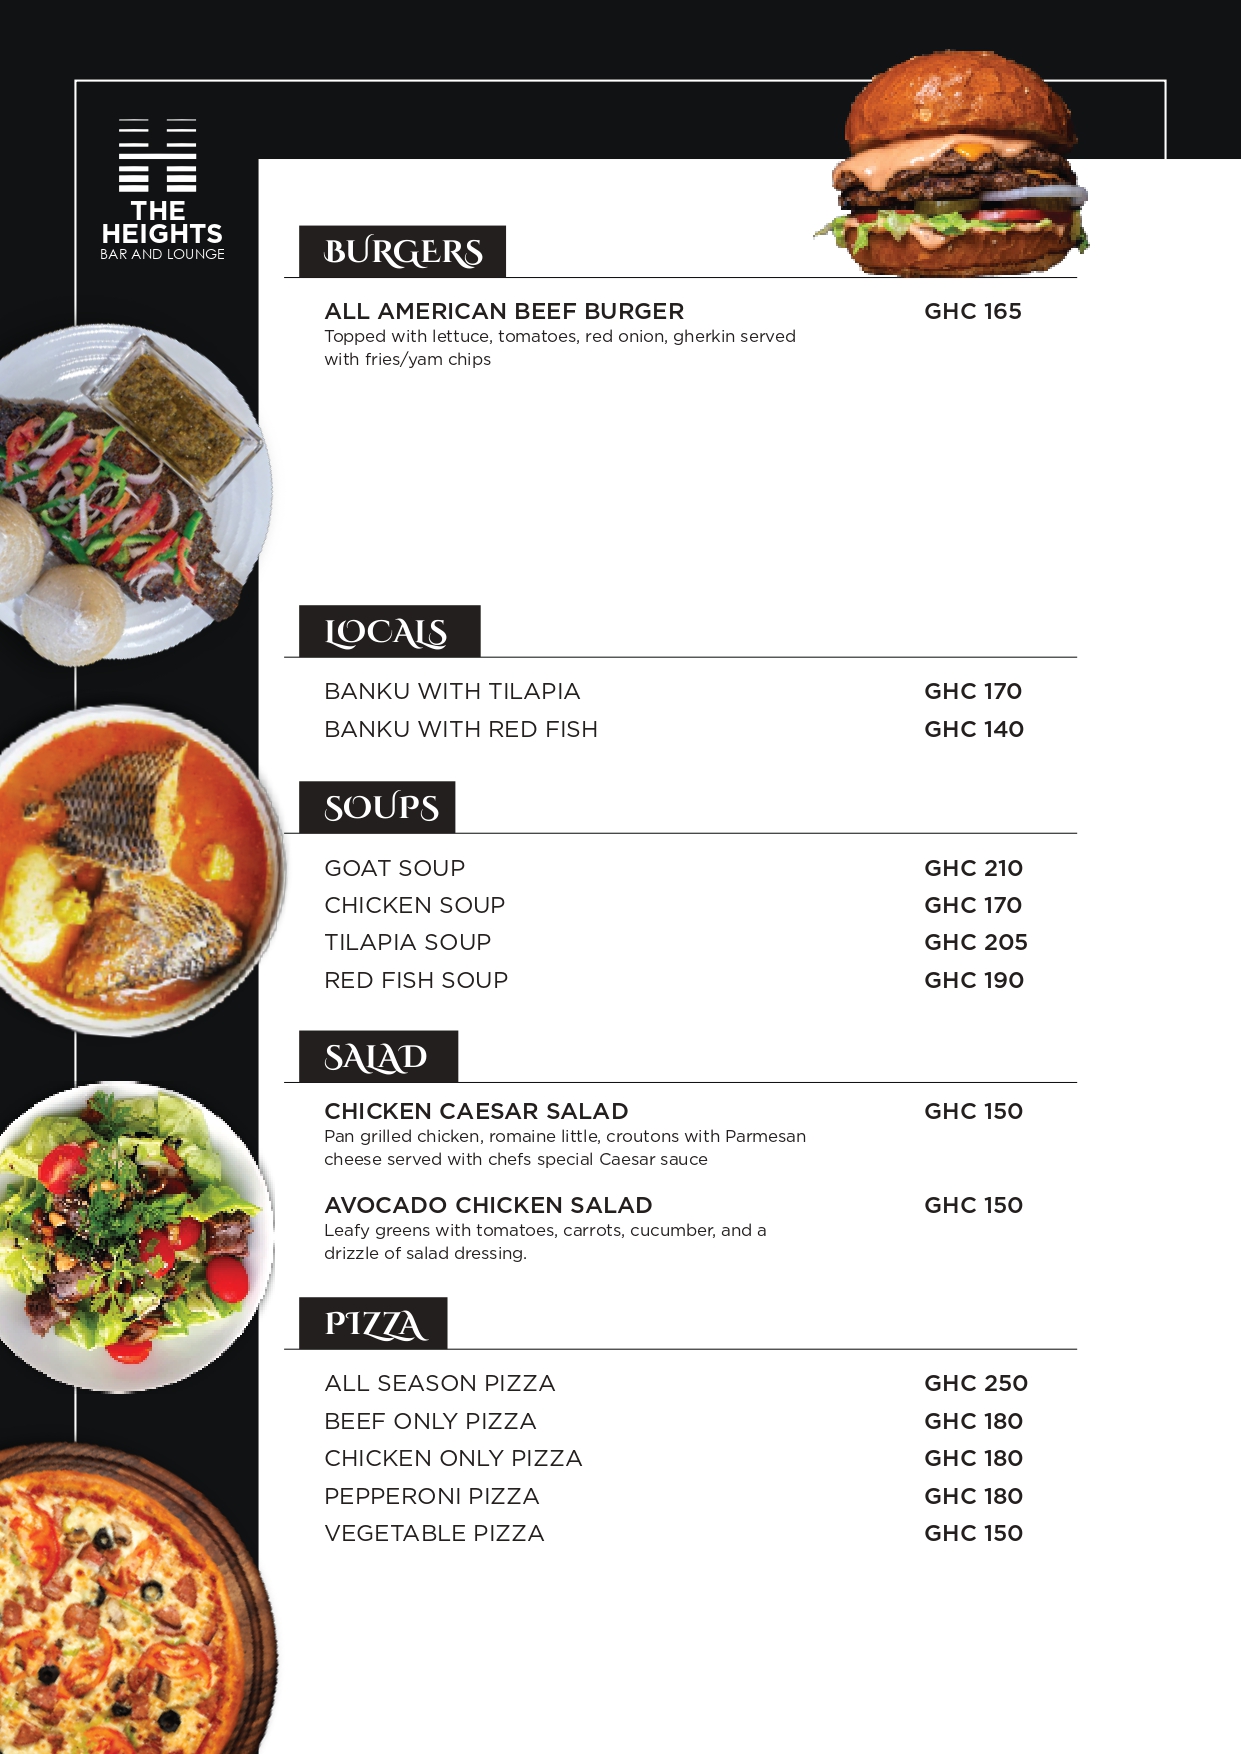 THE
HEIGHTS
BAR AND LOUNGE
BURGERS
ALL AMERICAN BEEF BURGER GHC 165
Topped with lettuce, tomatoes, red onion, gherkin served
with fries/yam chips
LOCALS
BANKU WITH TILAPIA GHC 170
BANKU WITH RED FISH GHC 140
SOUPS
GOAT SOUP GHC 210
CHICKEN SOUP GHC 170
TILAPIA SOUP GHC 205
RED FISH SOUP GHC 190
SALAD
CHICKEN CAESAR SALAD GHC 150
Pan grilled chicken, romaine little, croutons with Parmesan
cheese served with chefs special Caesar sauce
AVOCADO CHICKEN SALAD GHC 150
Leafy greens with tomatoes, carrots, cucumber, and a
drizzle of salad dressing.
PIZZA
ALL SEASON PIZZA GHC 250
BEEF ONLY PIZZA GHC 180
CHICKEN ONLY PIZZA GHC 180
PEPPERONI PIZZA GHC 180
VEGETABLE PIZZA GHC 150